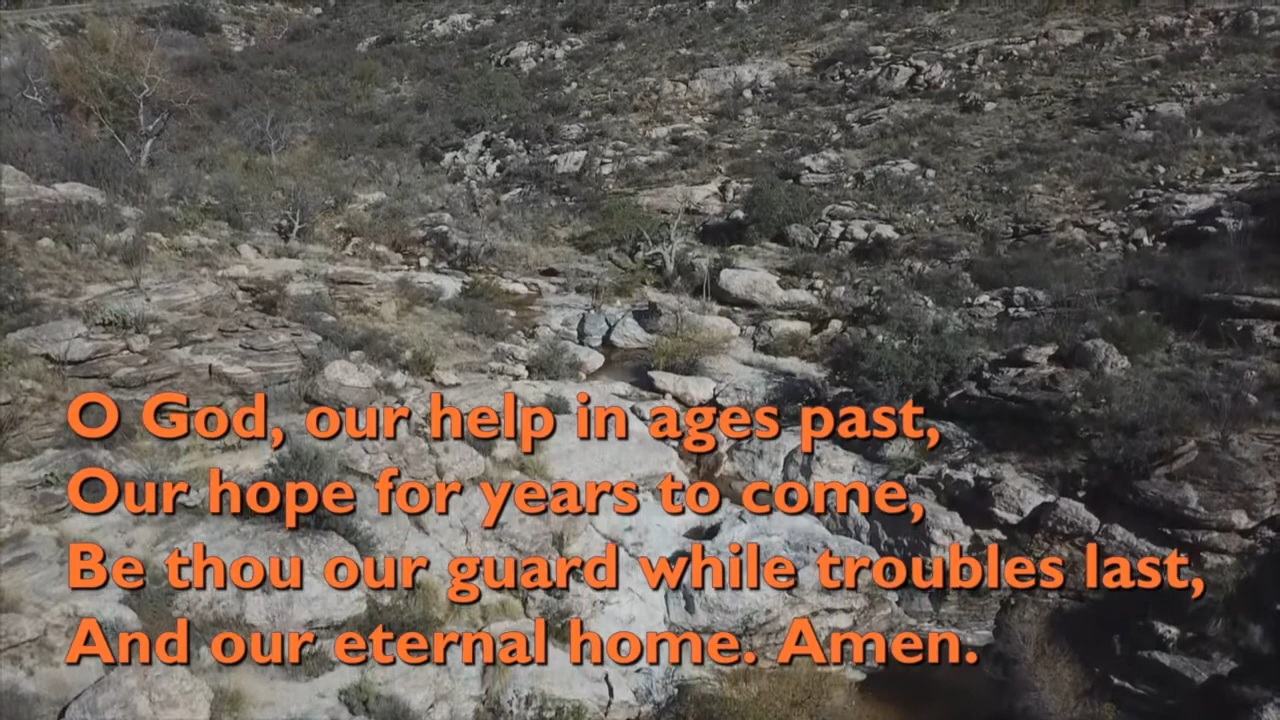 O God, our help in ages past,
Our hope for years to come,
Be thou our guard while troubles last,
And our eternal home. Amen.